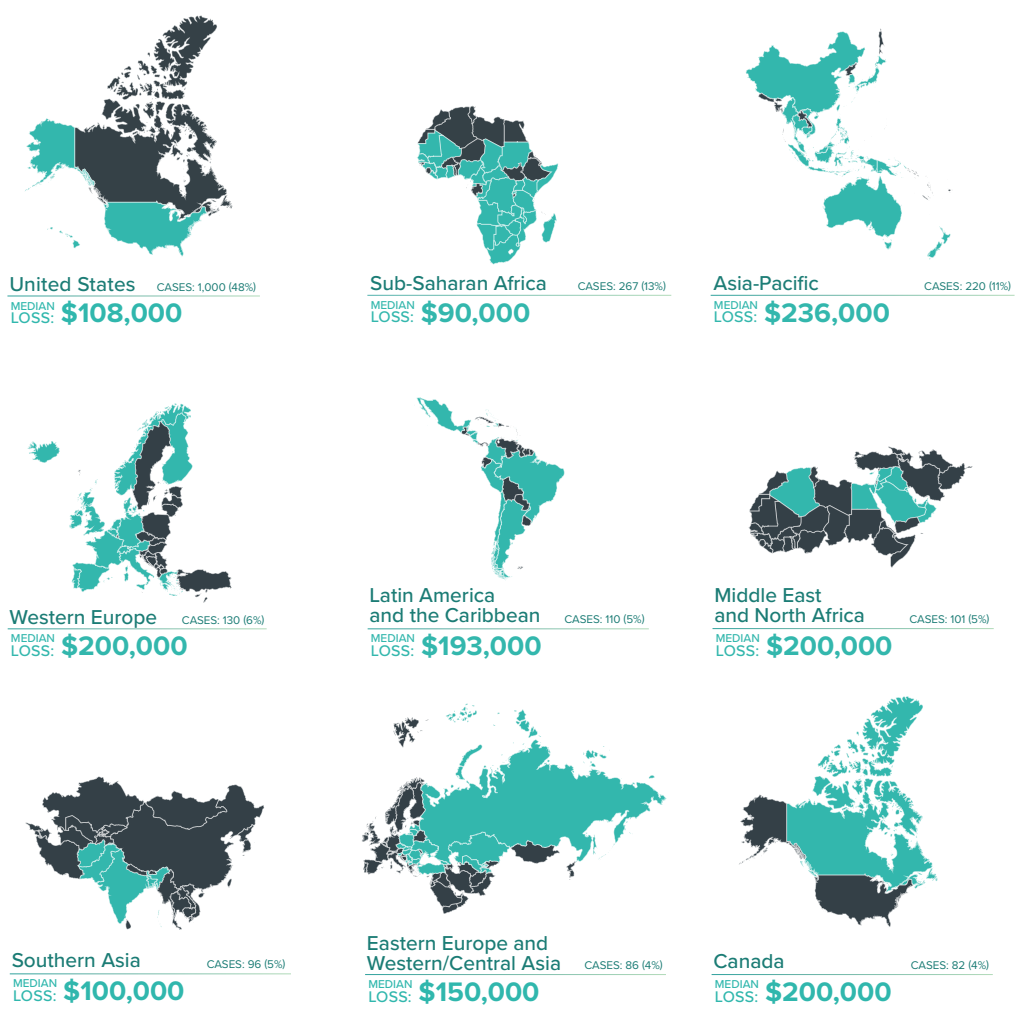 United States CASES: 1,000 (48%)
MEDIAN LOSS: $108,000
Sub-Saharan Africa CASES: 267 (13%)
MEDIAN LOSS: $90,000
Asia-Pacific CASES: 220 (11%)
MEDIAN LOSS: $236,000
Western Europe CASES: 130 (6%)
MEDIAN LOSS: $200,000
Latin America
and the Caribbean CASES: 110 (5%)
MEDIAN LOSS: $193,000
Middle East
and North Africa CASES: 101 (5%)
MEDIAN LOSS: $200,000
Southern Asia CASES: 96 (5%)
MEDIAN LOSS: $100,000
Eastern Europe and
Western/Central Asia CASES: 86 (4%)
MEDIAN LOSS: $150,000
Canada CASES: 82 (4%)
MEDIAN LOSS: $200,000